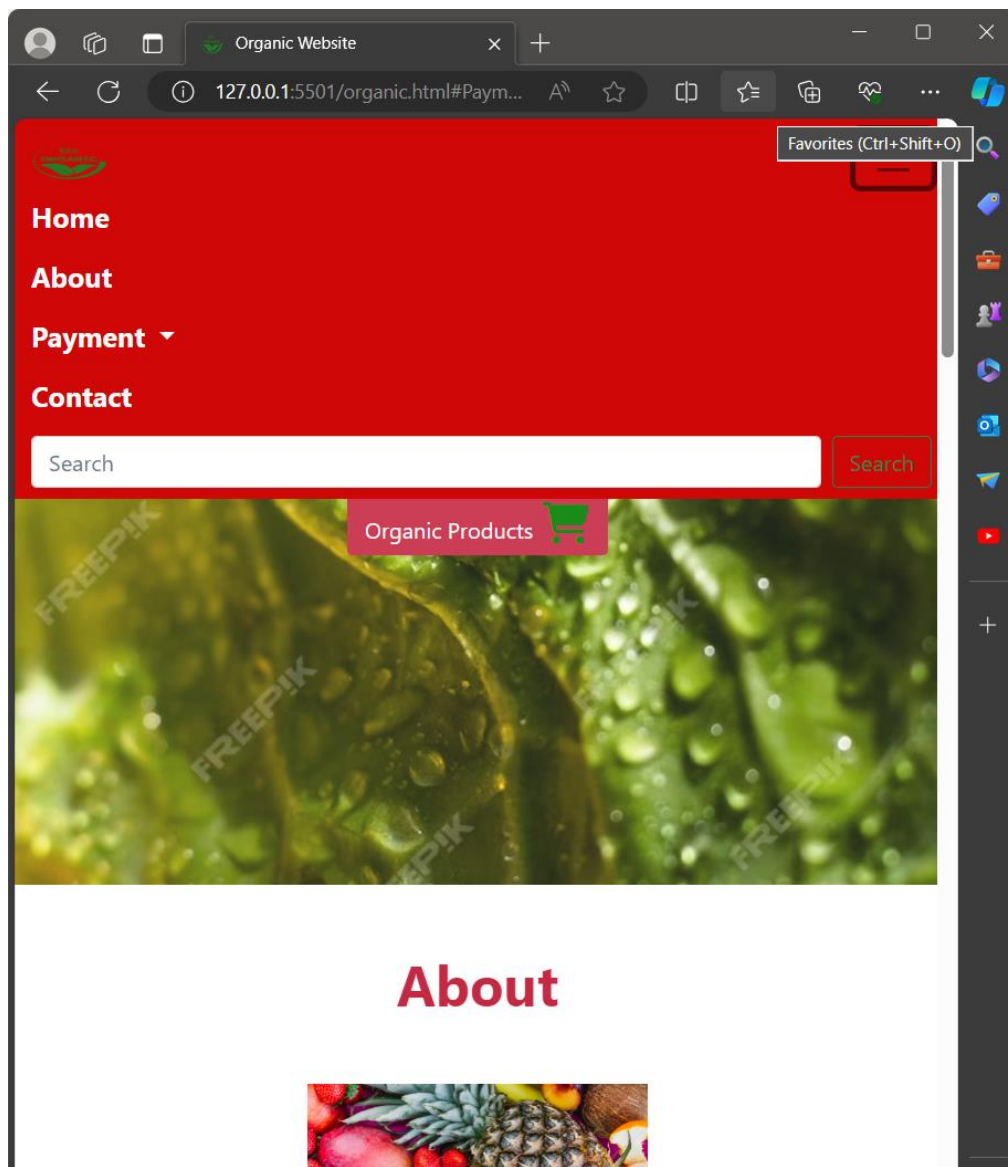 Organic Website
127.0.0.1:5501/organic.html#Paym...
Favorites (Ctrl+Shift+O)
Home
About
Payment
Contact
Search Search
Organic Products
FREEPIK
FREEPIK
FREEPIK
FREEPIK
FREEPIK
About